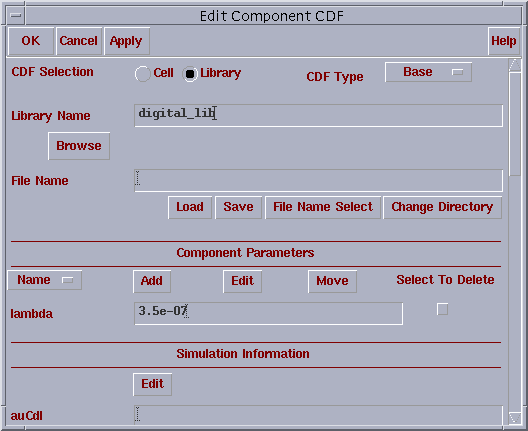 Edit Component CDF
OK Cancel Apply Help
CDF Selection Cell Library CDF Type Base
Library Name digital_lib
Browse
File Name
Load Save File Name Select Change Directory
Component Parameters
Name Add Edit Move Select To Delete
lambda 3.5e-07
Simulation Information
Edit
auCdl